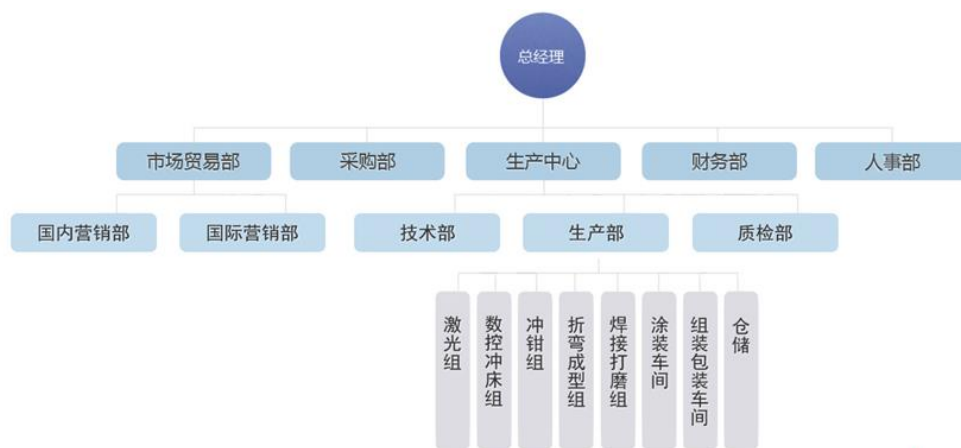 总经理
市场贸易部
采购部
生产中心
财务部
人事部
国内营销部
国际营销部
技术部
生产部
质检部
激光组
数控冲床组
冲钳组
折弯成型组
焊接打磨组
涂装车间
组装包装车间
仓储